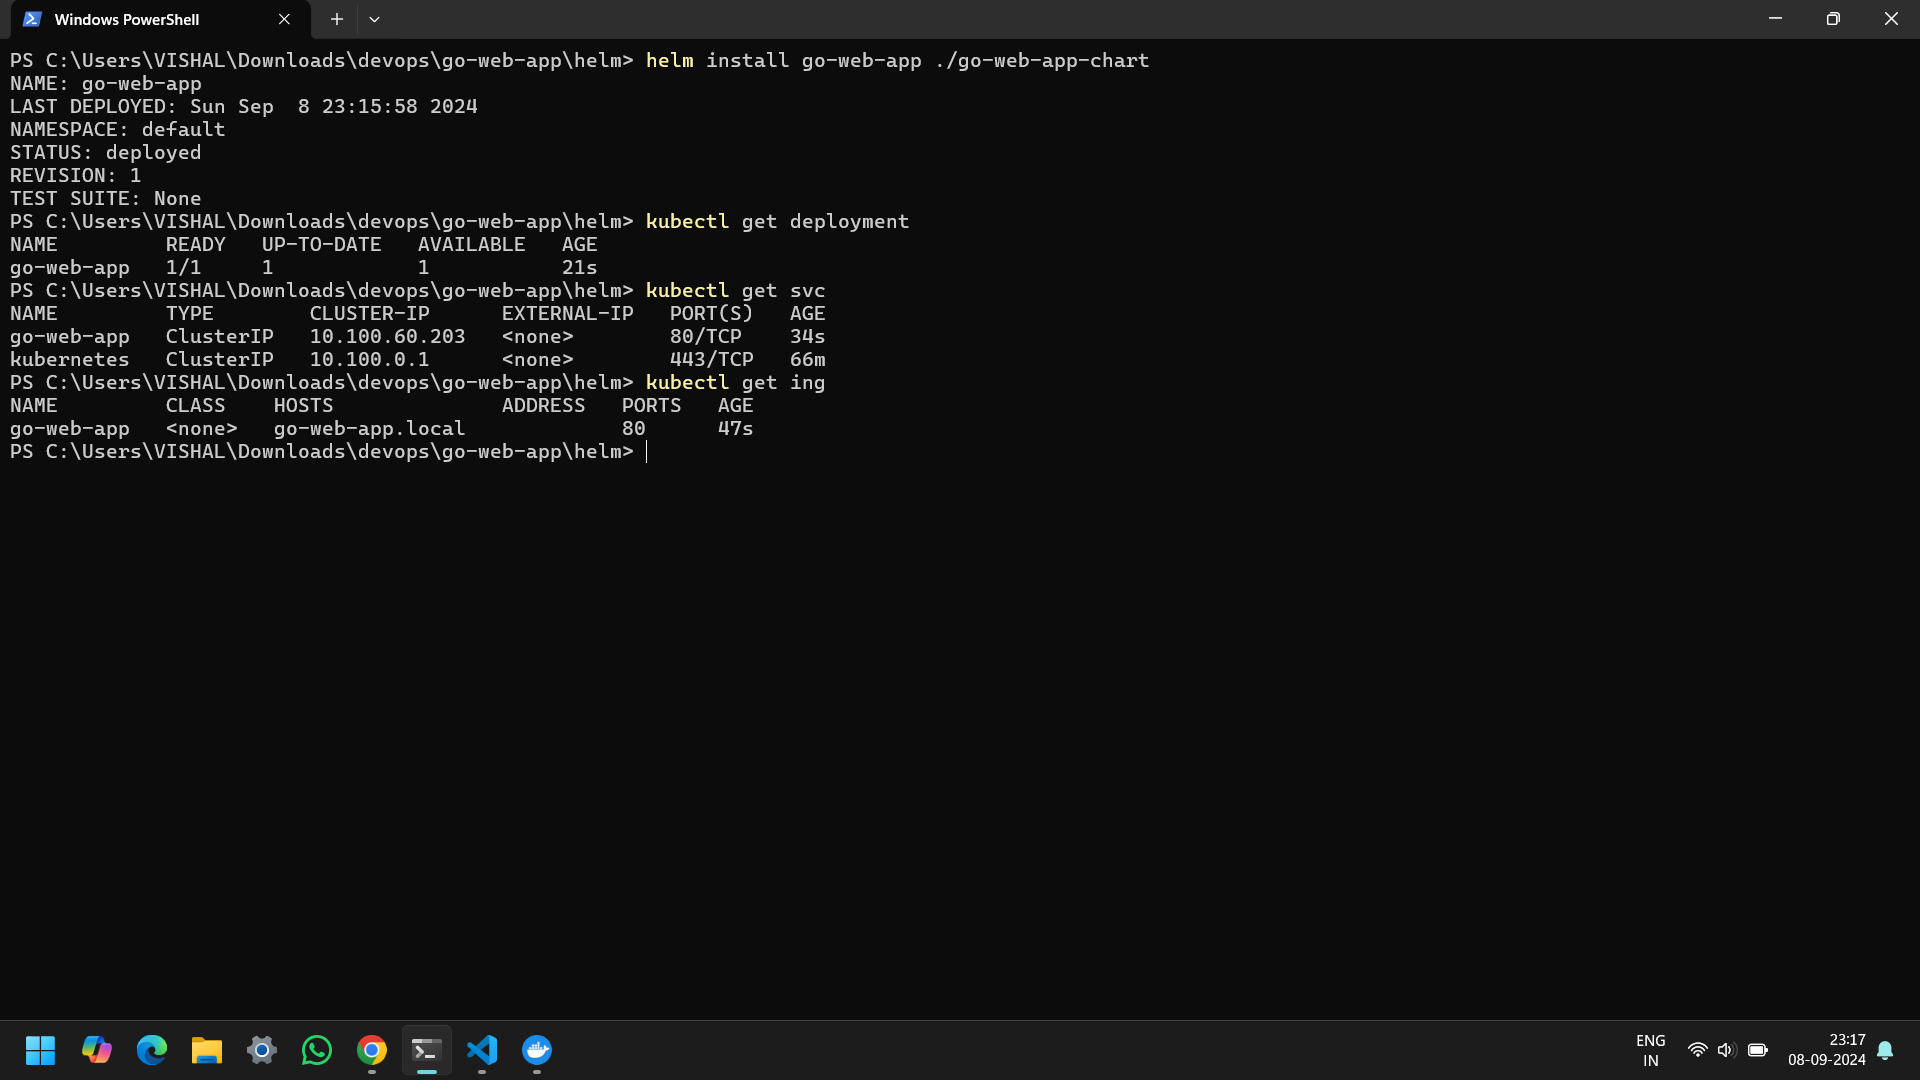 Windows PowerShell
PS C:\Users\VISHAL\Downloads\devops\go-web-app\helm> helm install go-web-app ./go-web-app-chart
NAME: go-web-app
LAST DEPLOYED: Sun Sep  8 23:15:58 2024
NAMESPACE: default
STATUS: deployed
REVISION: 1
TEST SUITE: None
PS C:\Users\VISHAL\Downloads\devops\go-web-app\helm> kubectl get deployment
NAME         READY   UP-TO-DATE   AVAILABLE   AGE
go-web-app   1/1     1            1           21s
PS C:\Users\VISHAL\Downloads\devops\go-web-app\helm> kubectl get svc
NAME         TYPE        CLUSTER-IP      EXTERNAL-IP   PORT(S)   AGE
go-web-app   ClusterIP   10.100.60.203   <none>        80/TCP    34s
kubernetes   ClusterIP   10.100.0.1      <none>        443/TCP   66m
PS C:\Users\VISHAL\Downloads\devops\go-web-app\helm> kubectl get ing
NAME         CLASS    HOSTS              ADDRESS   PORTS   AGE
go-web-app   <none>   go-web-app.local             80      47s
PS C:\Users\VISHAL\Downloads\devops\go-web-app\helm>
ENG
IN
23:17
08-09-2024